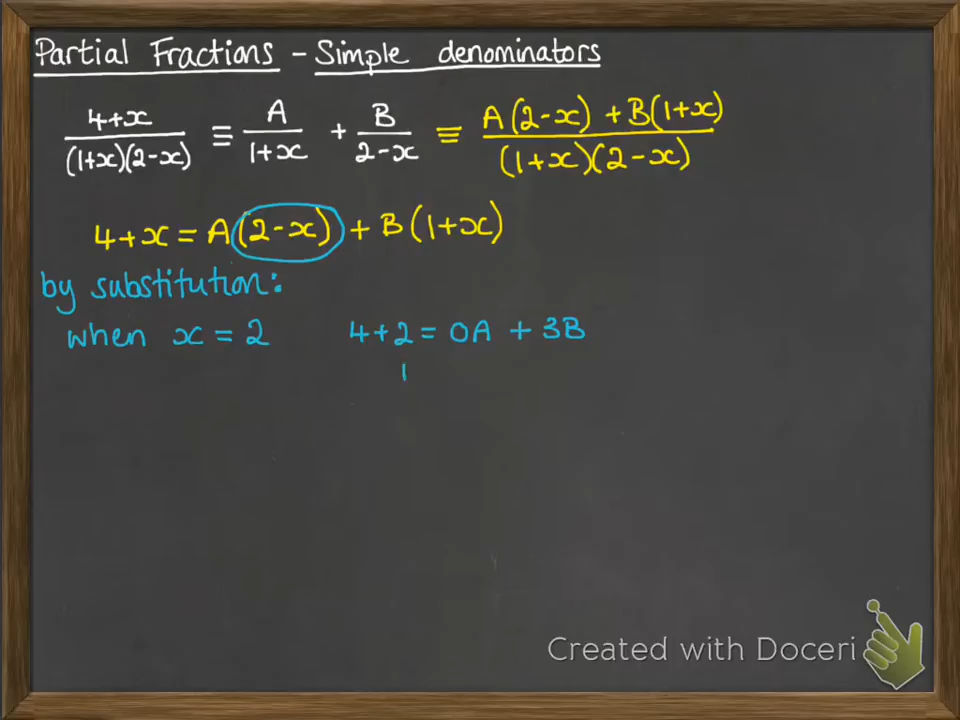 Partial Fractions - Simple denominators
4+x/(1+x)(2-x) ≡ A/1+x + B/2-x ≡ A(2-x) + B(1+x)/(1+x)(2-x)
4+x = A(2-x) + B(1+x)
by substitution:
when x = 2 4+2 = 0A + 3B
Created with Doceri